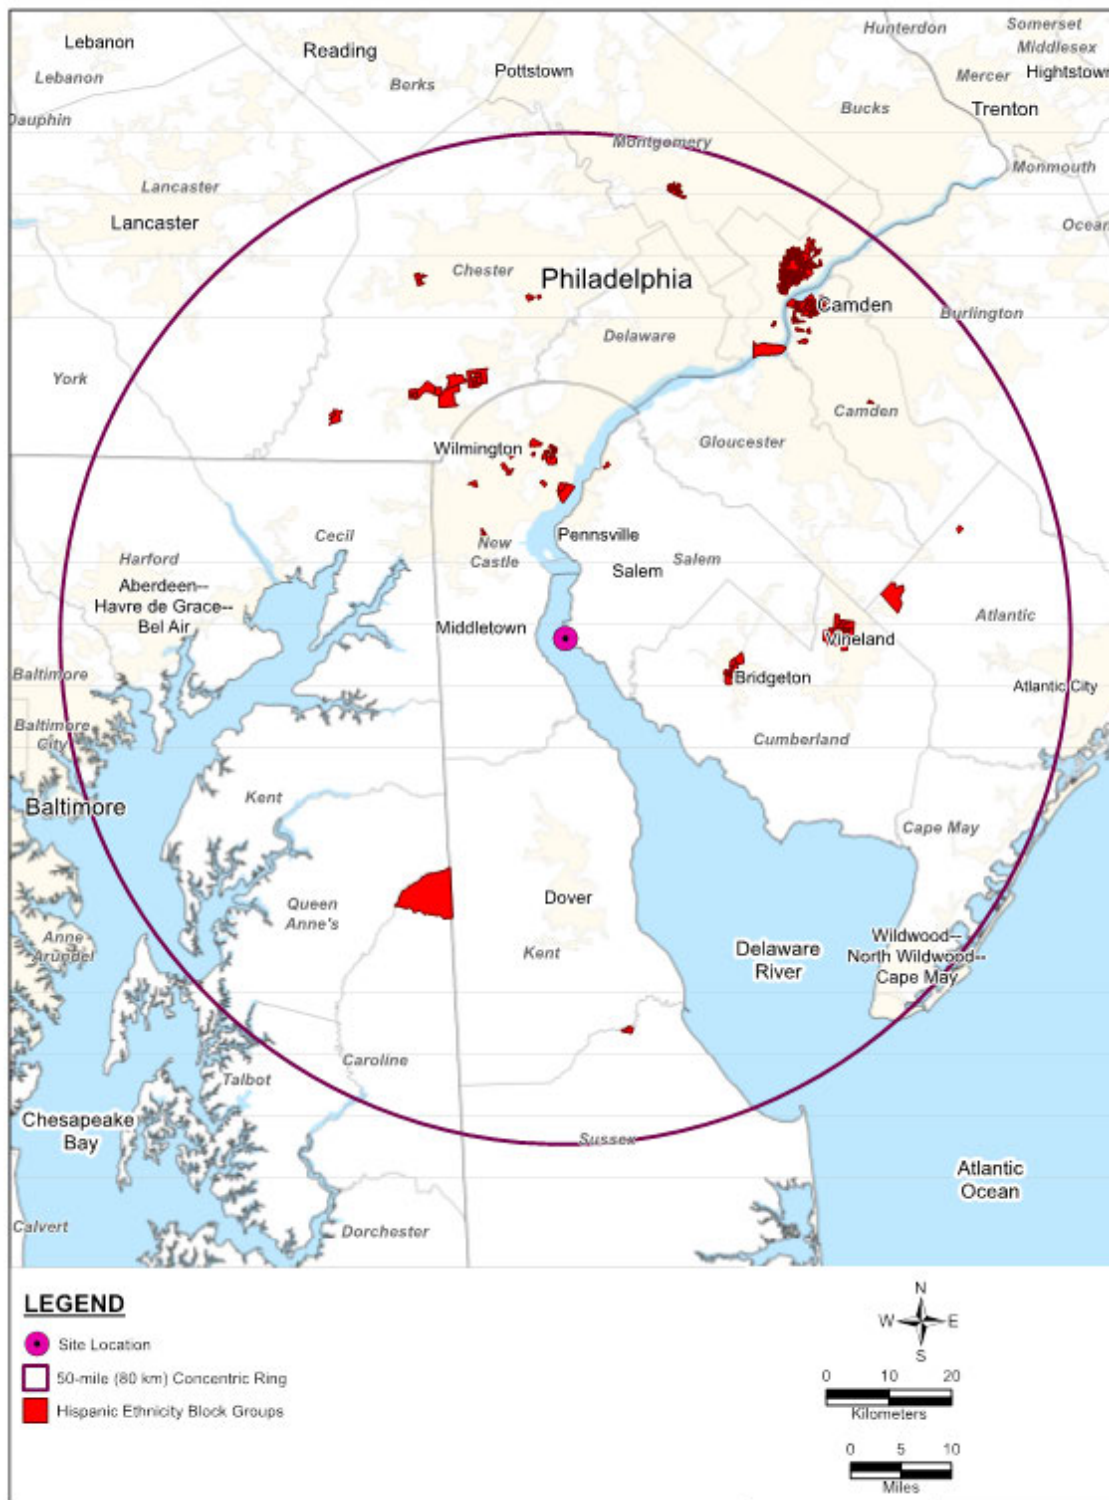 Hunterdon
Somerset
Lebanon
Reading
Middlesex
Pottstown
Mercer
Hightstown
Lebanon
Berks
Bucks
Trenton
Dauphin
Montgomery
Monmouth
Lancaster
Lancaster
Ocean
Chester
Philadelphia
Camden
Burlington
Delaware
York
Camden
Wilmington
Gloucester
Cecil
Pennsville
New
Castle
Harford
Salem
Salem
Aberdeen--
Havre de Grace--
Bel Air
Middletown
Atlantic
Vineland
Baltimore
Bridgeton
Atlantic City
Baltimore
City
Cumberland
Kent
Baltimore
Cape May
Queen
Anne's
Dover
Anne
Arundel
Kent
Delaware
River
Wildwood--
North Wildwood--
Cape May
Caroline
Talbot
Chesapeake
Bay
Sussex
Atlantic
Ocean
Calvert
Dorchester
LEGEND
Site Location
50-mile (80 km) Concentric Ring
Hispanic Ethnicity Block Groups
N
W E
S
0 10 20
Kilometers
0 5 10
Miles